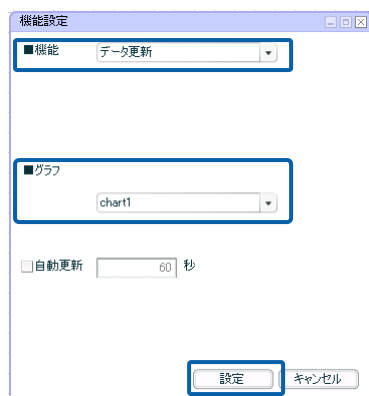 機能設定
■機能 データ更新
■グラフ
chart1
自動更新 60 秒
設定 キャンセル